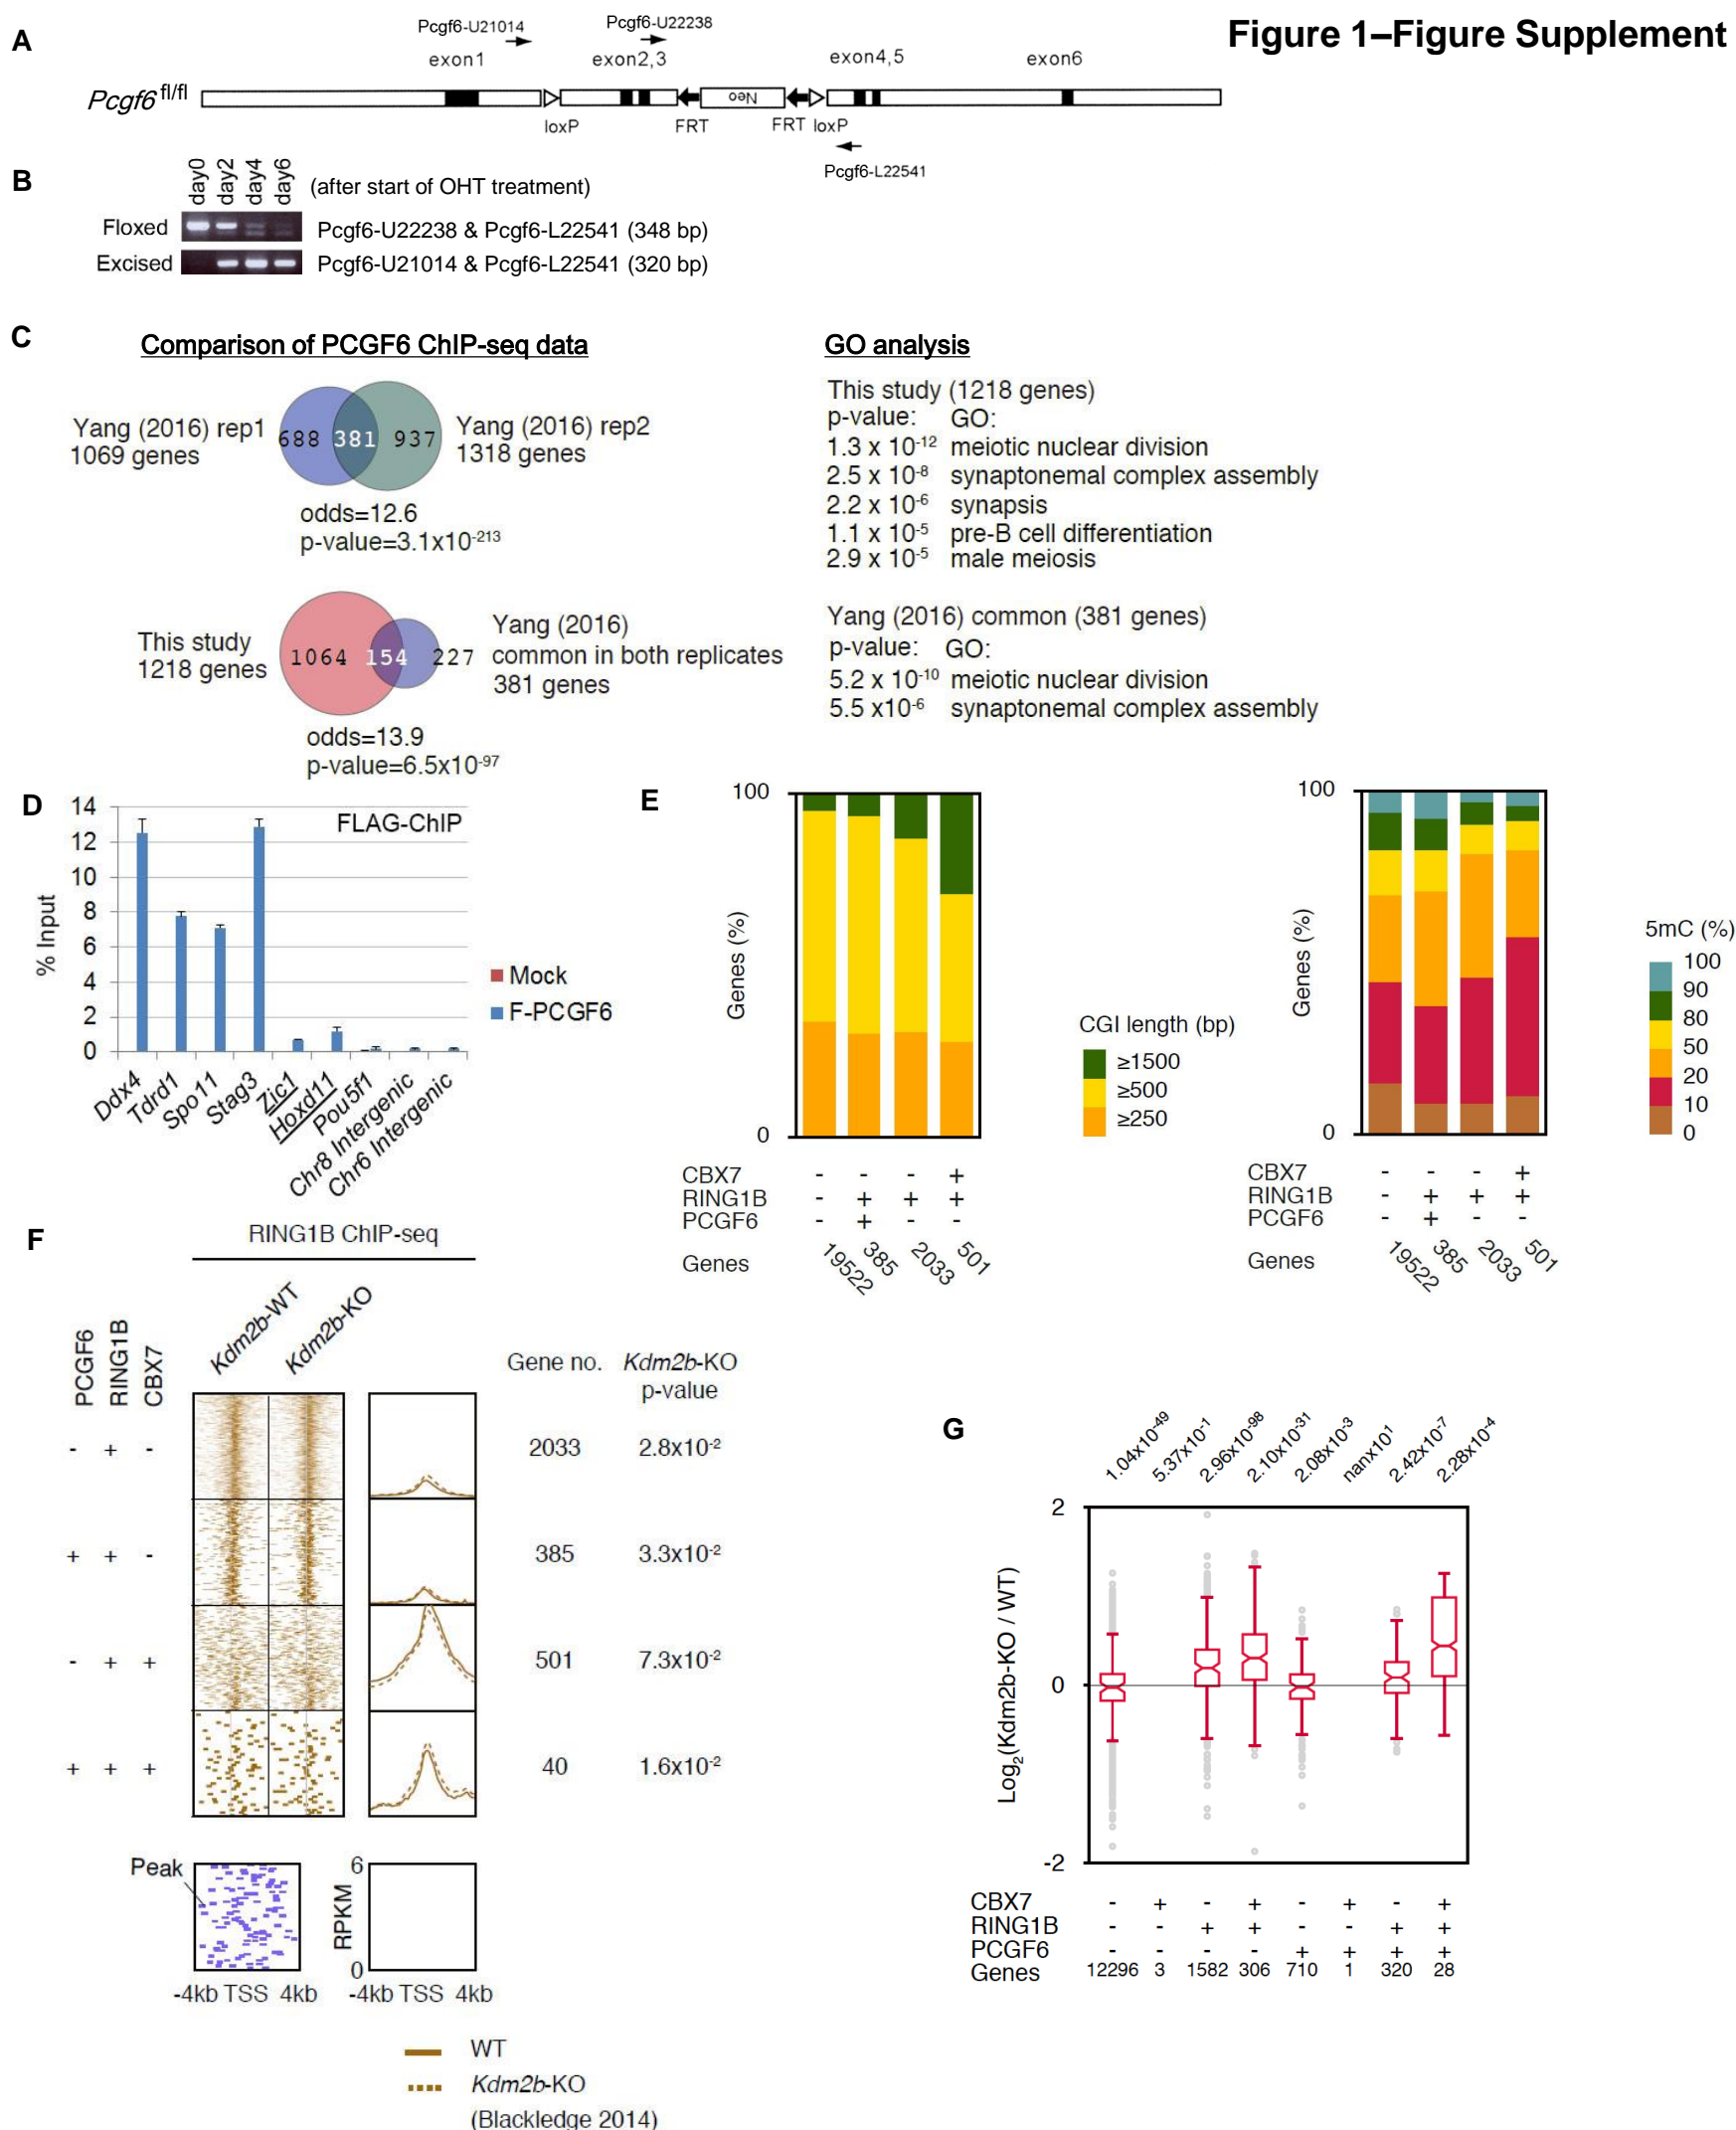 Figure 1–Figure Supplement
A
Pcgf6-U21014
Pcgf6-U22238
exon1
exon2,3
exon4,5
exon6
Pcgf6 fl/fl
Neo
loxP
FRT
FRT
loxP
Pcgf6-L22541
B
day0
day2
day4
day6
(after start of OHT treatment)
Floxed
Pcgf6-U22238 & Pcgf6-L22541 (348 bp)
Excised
Pcgf6-U21014 & Pcgf6-L22541 (320 bp)
C
Comparison of PCGF6 ChIP-seq data
Yang (2016) rep1
1069 genes
688 381 937
Yang (2016) rep2
1318 genes
odds=12.6
p-value=3.1x10-213
This study
1218 genes
1064 154 227
Yang (2016)
common in both replicates
381 genes
odds=13.9
p-value=6.5x10-97
GO analysis
This study (1218 genes)
p-value: GO:
1.3 x 10-12 meiotic nuclear division
2.5 x 10-8 synaptonemal complex assembly
2.2 x 10-6 synapsis
1.1 x 10-5 pre-B cell differentiation
2.9 x 10-5 male meiosis
Yang (2016) common (381 genes)
p-value: GO:
5.2 x 10-10 meiotic nuclear division
5.5 x10-6 synaptonemal complex assembly
D
FLAG-ChIP
% Input
14
12
10
8
6
4
2
0
Mock
F-PCGF6
Ddx4
Tdrd1
Spo11
Stag3
Zic1
Hoxd11
Pou5f1
Chr8 Intergenic
Chr6 Intergenic
E
100
Genes (%)
0
CGI length (bp)
≥1500
≥500
≥250
CBX7 - - - +
RING1B - + + +
PCGF6 - + - -
Genes 19522 385 2033 501
100
Genes (%)
0
5mC (%)
100
90
80
50
20
10
0
CBX7 - - - +
RING1B - + + +
PCGF6 - + - -
Genes 19522 385 2033 501
F
RING1B ChIP-seq
PCGF6
RING1B
CBX7
Kdm2b-WT
Kdm2b-KO
Gene no. Kdm2b-KO
p-value
- + - 2033 2.8x10-2
+ + - 385 3.3x10-2
- + + 501 7.3x10-2
+ + + 40 1.6x10-2
Peak
-4kb TSS 4kb
RPKM
6
0
-4kb TSS 4kb
WT
Kdm2b-KO
(Blackledge 2014)
G
1.04x10-49
5.37x10-1
2.96x10-98
2.10x10-31
2.08x10-3
nanx101
2.42x10-7
2.28x10-4
Log2(Kdm2b-KO / WT)
2
0
-2
CBX7 - + - + - + - +
RING1B - - + + - - + +
PCGF6 - - - - + + + +
Genes 12296 3 1582 306 710 1 320 28